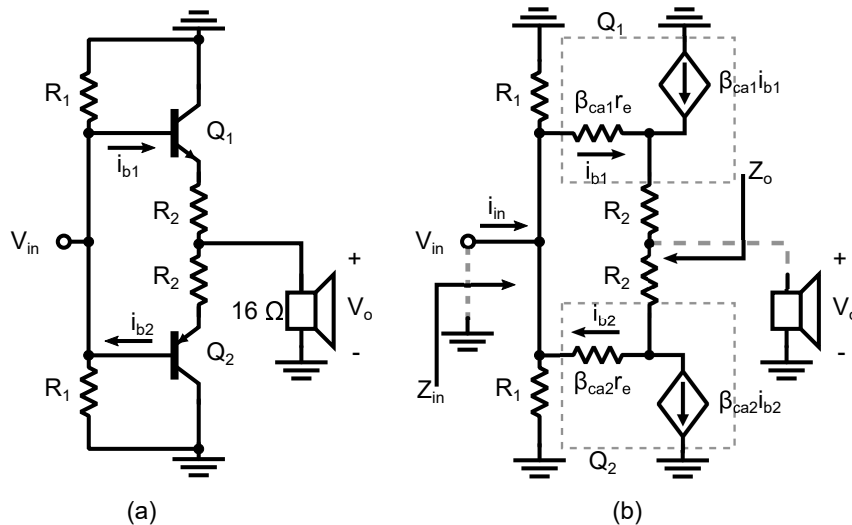 R1
Q1
ib1
R2
Vin
R2
16 Ω
+
Vo
-
ib2
Q2
R1
(a)
Q1
R1
βca1re
βca1ib1
ib1
Zo
iin
R2
Vin
R2
+
Vo
-
ib2
Zin
R1
βca2re
βca2ib2
Q2
(b)